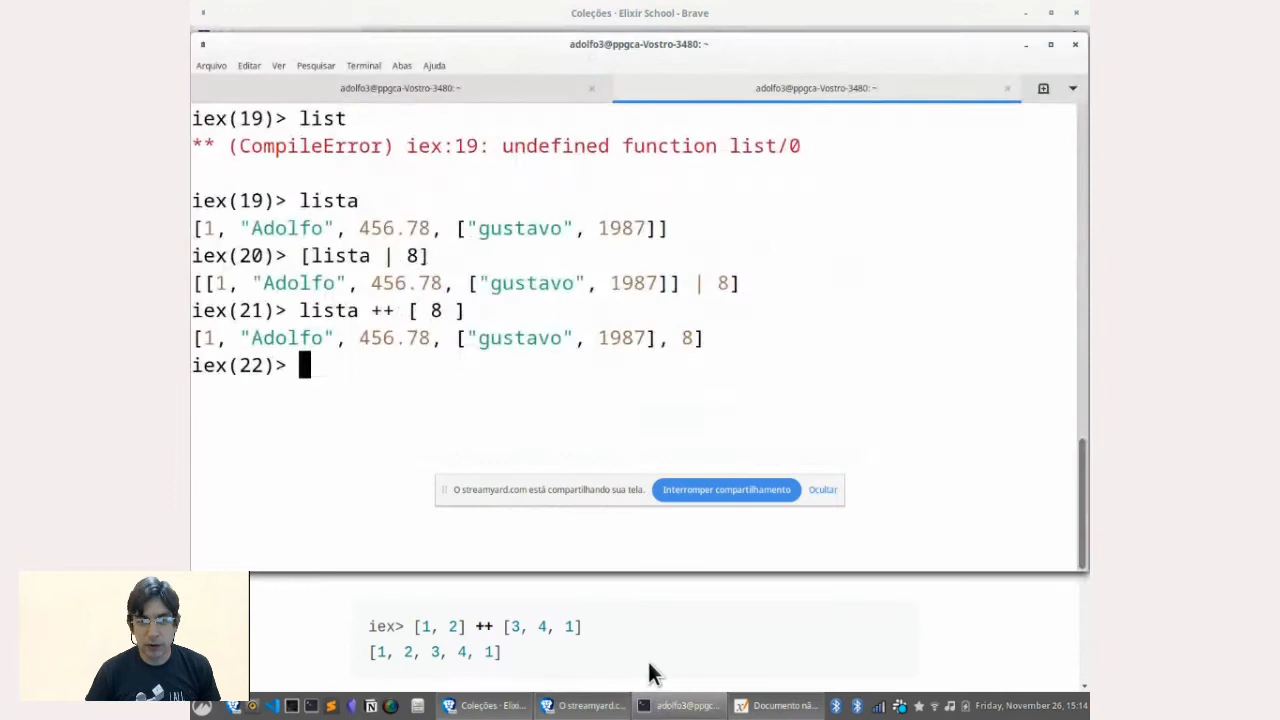 Coleções · Elixir School - Brave
adolfo3@ppgca-Vostro-3480: ~
Arquivo Editar Ver Pesquisar Terminal Abas Ajuda
adolfo3@ppgca-Vostro-3480: ~ adolfo3@ppgca-Vostro-3480: ~
iex(19)> list
** (CompileError) iex:19: undefined function list/0
iex(19)> lista
[1, "Adolfo", 456.78, ["gustavo", 1987]]
iex(20)> [lista | 8]
[[1, "Adolfo", 456.78, ["gustavo", 1987]] | 8]
iex(21)> lista ++ [ 8 ]
[1, "Adolfo", 456.78, ["gustavo", 1987], 8]
iex(22)>
O streamyard.com está compartilhando sua tela. Interromper compartilhamento Ocultar
iex> [1, 2] ++ [3, 4, 1]
[1, 2, 3, 4, 1]
Coleções · Elixi... O streamyard.c... adolfo3@ppgc... Documento nã... Friday, November 26, 15:14